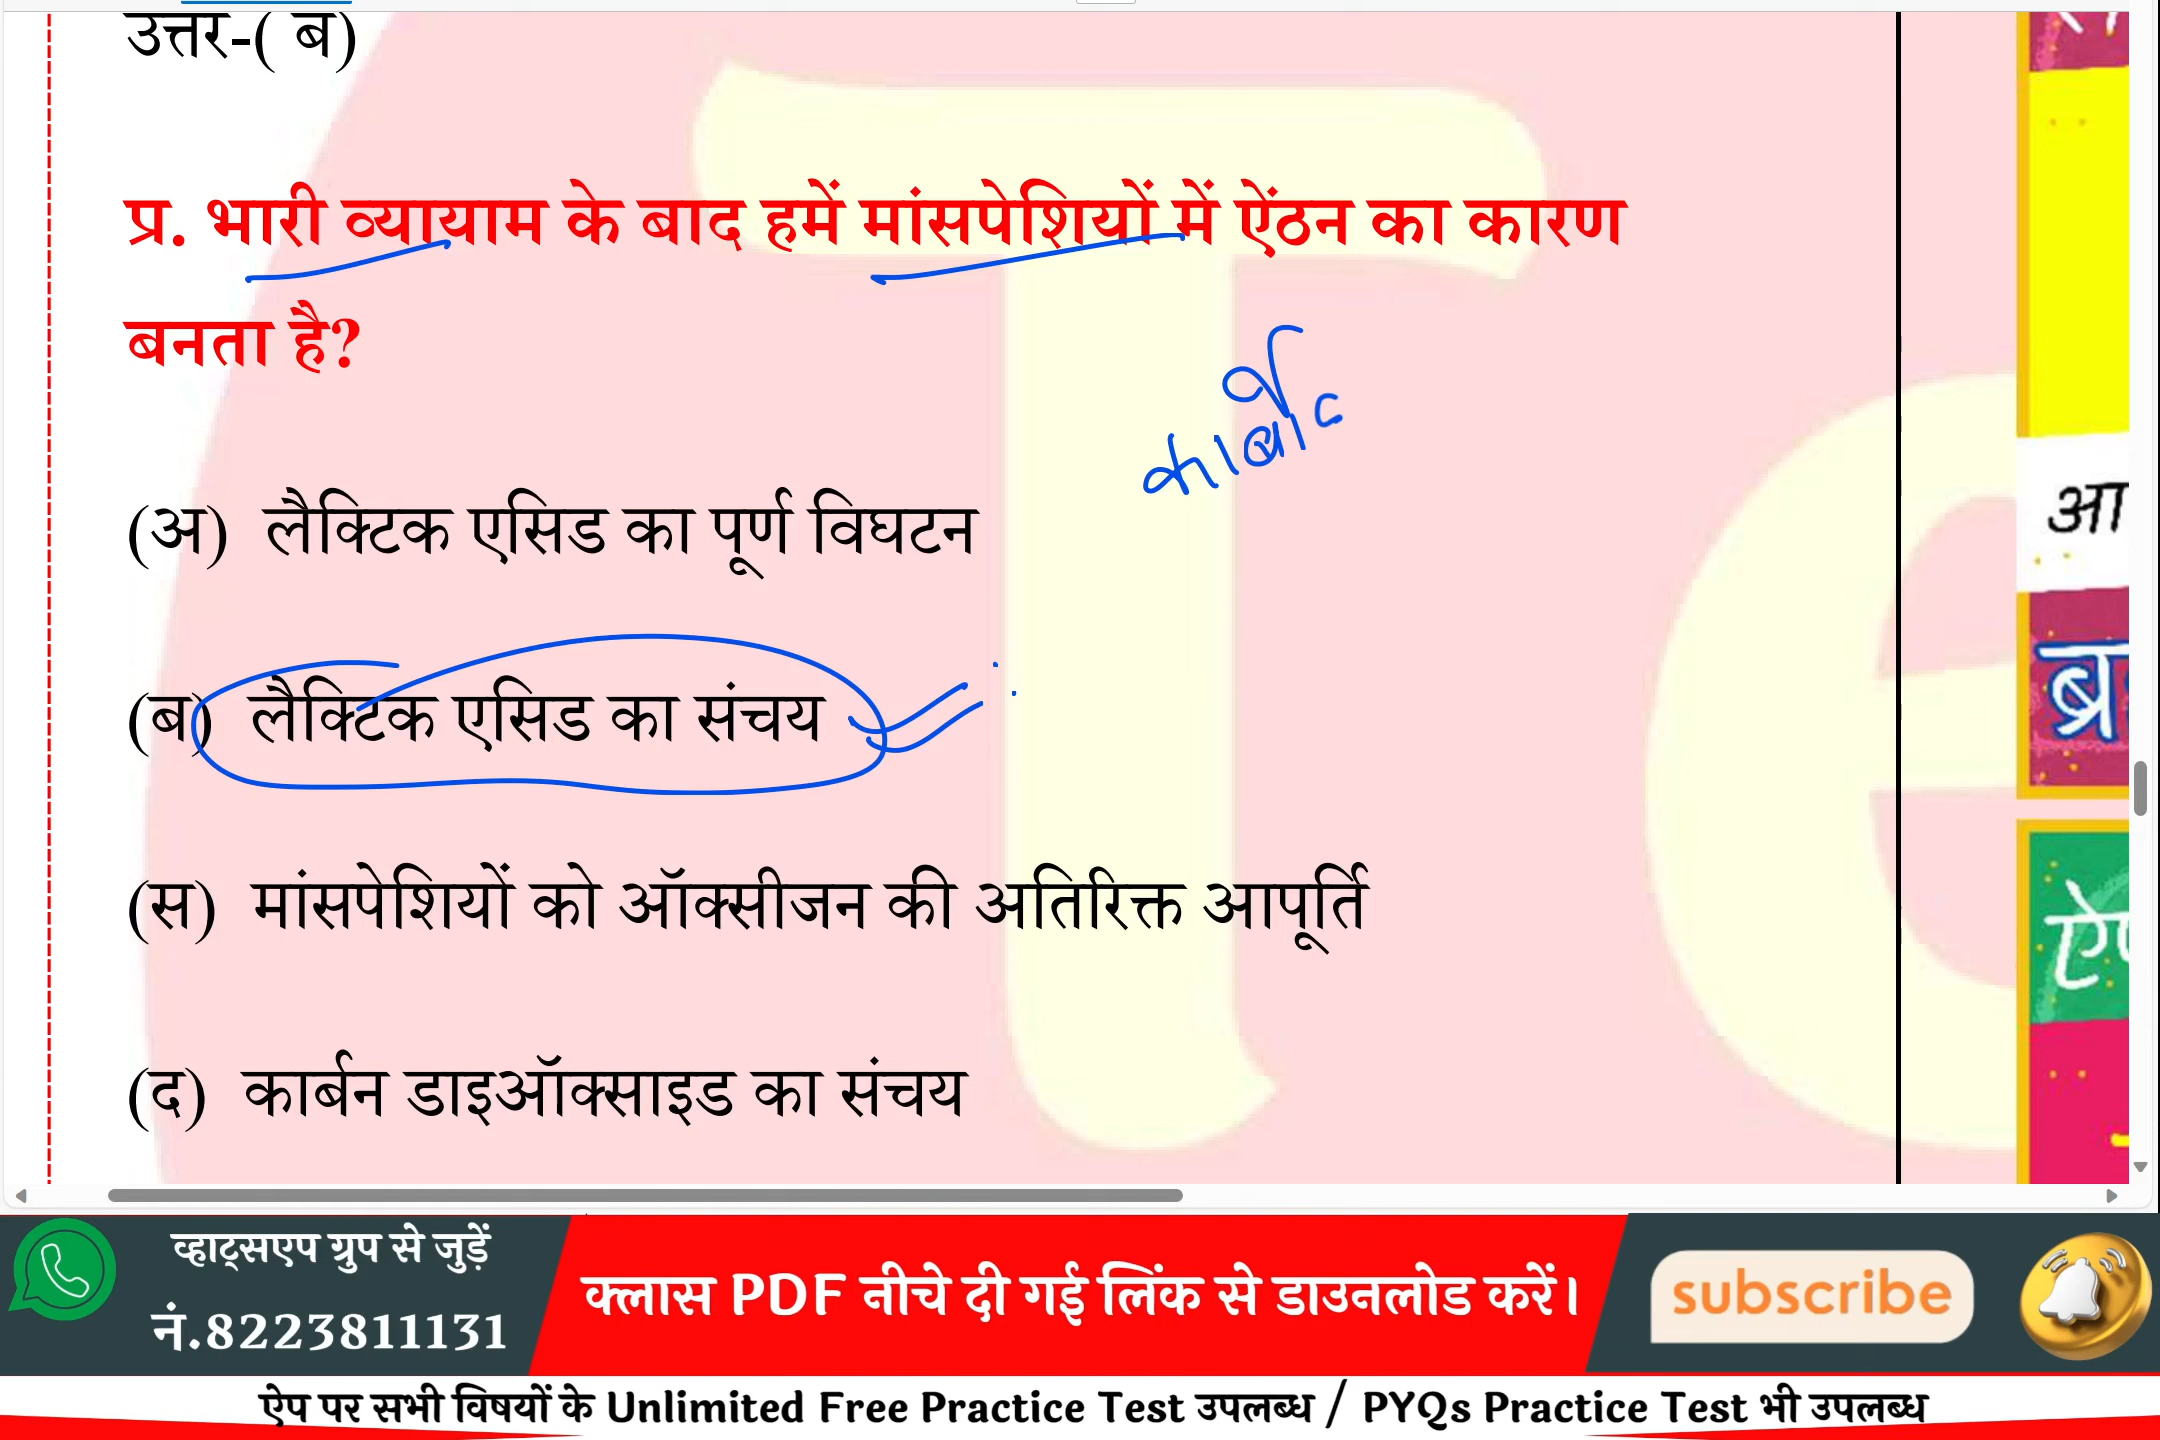 उत्तर-( ब)
प्र. भारी व्यायाम के बाद हमें मांसपेशियों में ऐंठन का कारण
बनता है?
(अ) लैक्टिक एसिड का पूर्ण विघटन
(ब) लैक्टिक एसिड का संचय
(स) मांसपेशियों को ऑक्सीजन की अतिरिक्त आपूर्ति
(द) कार्बन डाइऑक्साइड का संचय
आ
ब्र
व्हाट्सएप ग्रुप से जुड़ें
नं.8223811131
क्लास PDF नीचे दी गई लिंक से डाउनलोड करें।
subscribe
ऐप पर सभी विषयों के Unlimited Free Practice Test उपलब्ध / PYQs Practice Test भी उपलब्ध